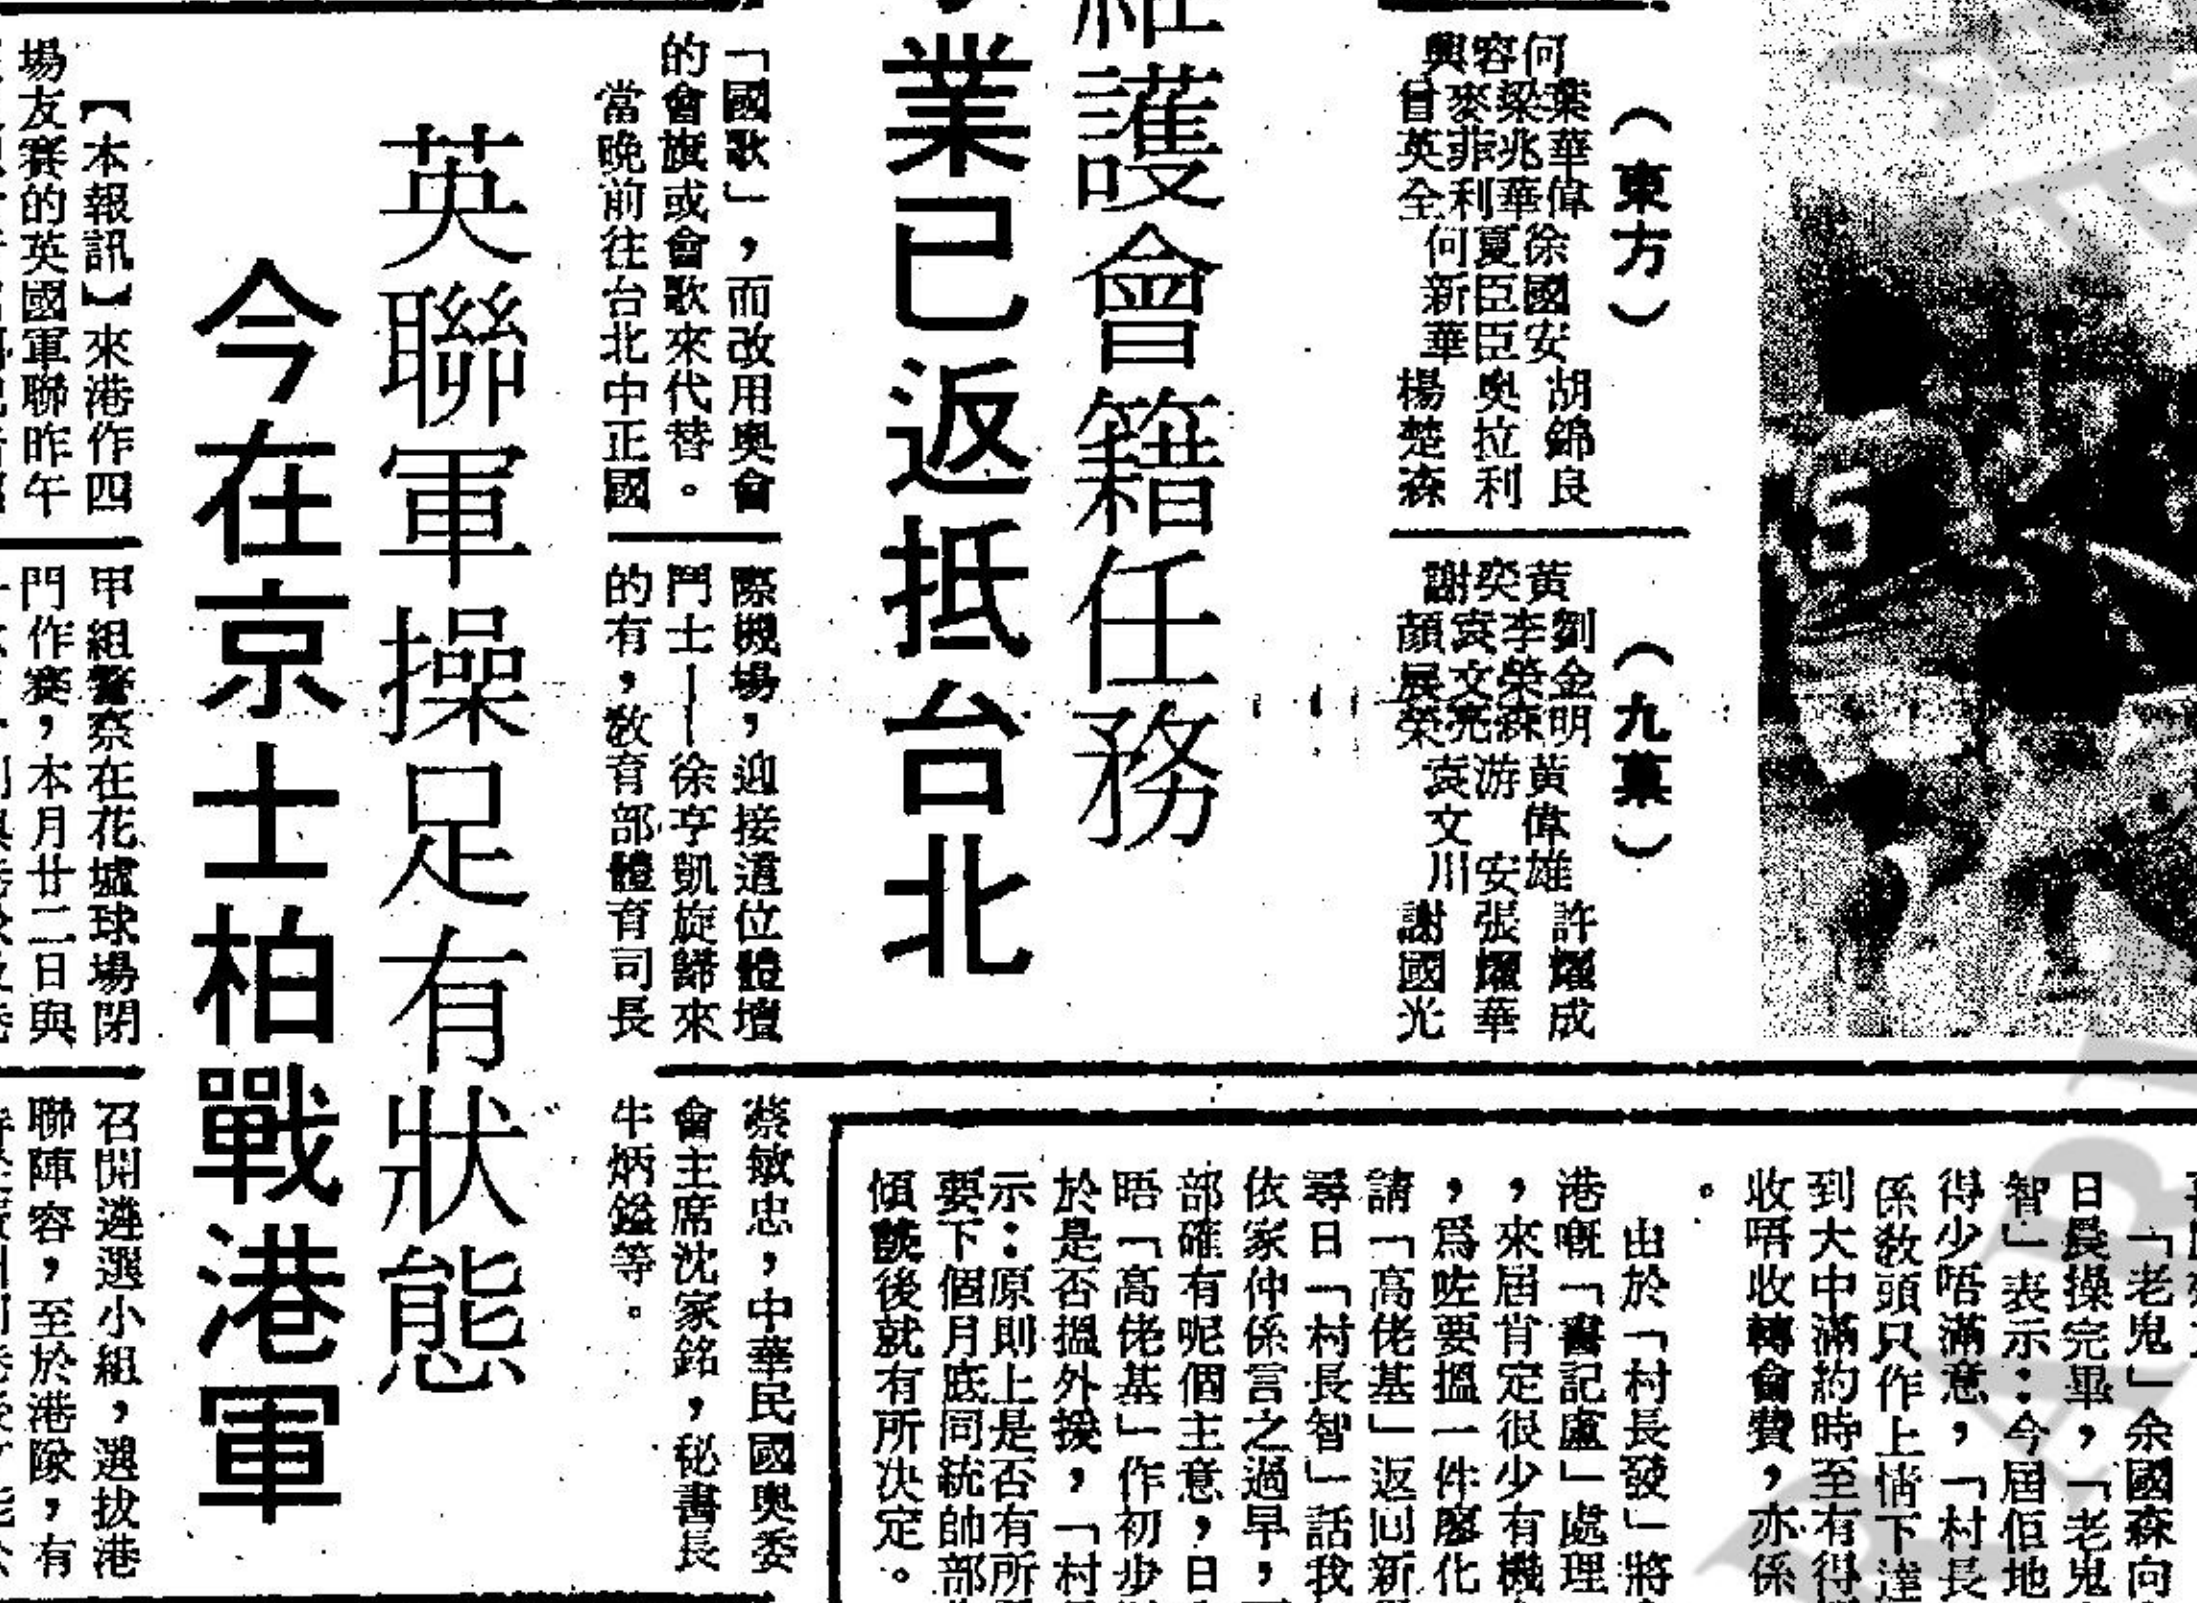 維護會籍任務
業已返抵台北
「國歌」，而改用奧會
的會旗或會歌來代替。
當晚前往台北中正國
際機場，迎接這位體壇
鬥士——徐亨凱旋歸來
的有，敎育部體育司長
蔡敏忠，中華民國奧委
會主席沈家銘，秘書長
牛炳鎰等。
（東方）
何 葉華偉 徐國安 胡錦良
容 梁兆華 夏臣臣 奧拉利
興 麥菲利 何新華 楊楚森
曾英全
（九菓）
黃 劉金明 黃偉雄 許耀成
奕 李榮森 游 安 張耀華
謝 袁文亮 袁文川 謝國光
顏展榮
英聯軍操足有狀態
今在京士柏戰港軍
【本報訊】來港作四
場友賽的英國軍聯昨午
甲組警察在花墟球場閉
門作賽，本月廿二日與
召開遴選小組，選拔港
聯陣容，至於港隊，有
「老鬼」余國森向
日晨操完畢，「老鬼
智」表示：今屆佢地
得少唔滿意，「村長
係敎頭只作上情下達
到大中滿約時至有得
收唔收轉會費，亦係
。
由於「村長發」將
港嘅「書記盧」處理
，來屆肯定很少有機
，爲咗要搵一件廖化
請「高佬基」返回新
尋日「村長智」話我
依家仲係言之過早，
部確有呢個主意，日
唔「高佬基」作初步
於是否搵外援，「村
示：原則上是否有所
要下個月底同統帥部
傾掂後就有所決定。
5